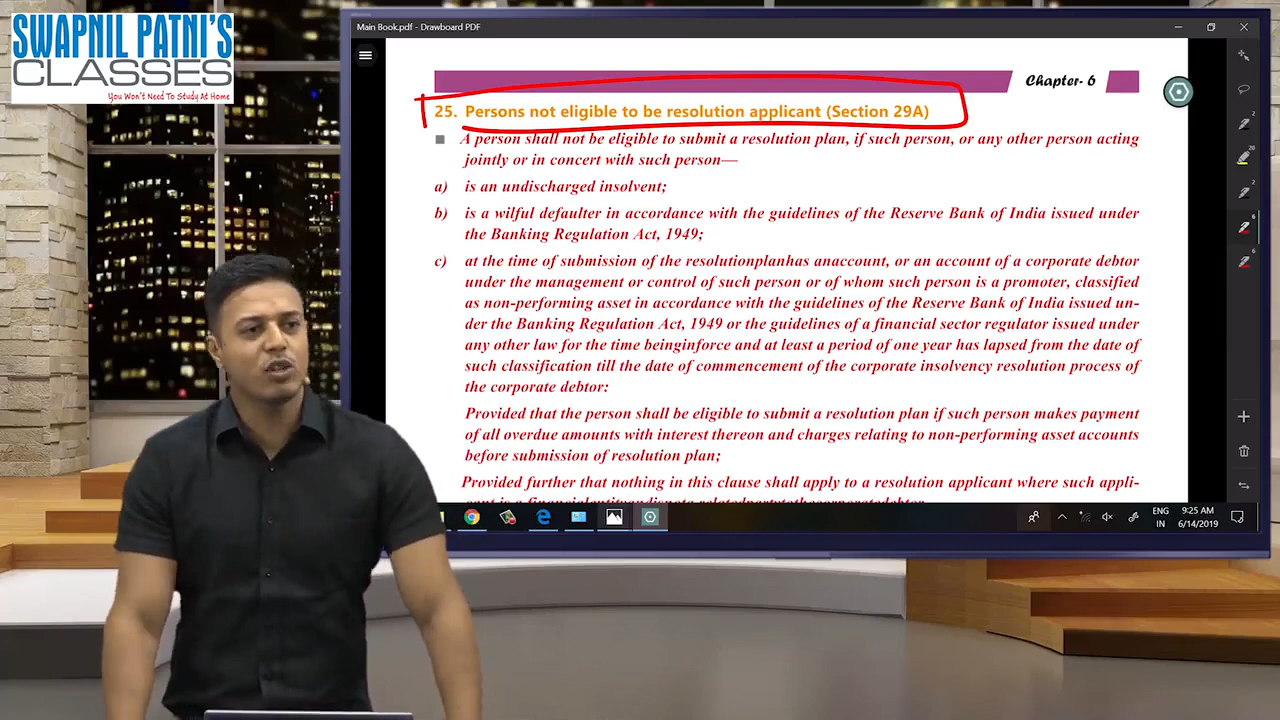 SWAPNIL PATNI'S
CLASSES
You Won't Need To Study At Home
Main Book.pdf - Drawboard PDF
Chapter- 6
25. Persons not eligible to be resolution applicant (Section 29A)
A person shall not be eligible to submit a resolution plan, if such person, or any other person acting
jointly or in concert with such person—
a) is an undischarged insolvent;
b) is a wilful defaulter in accordance with the guidelines of the Reserve Bank of India issued under
the Banking Regulation Act, 1949;
c) at the time of submission of the resolutionplanhas anaccount, or an account of a corporate debtor
under the management or control of such person or of whom such person is a promoter, classified
as non-performing asset in accordance with the guidelines of the Reserve Bank of India issued un-
der the Banking Regulation Act, 1949 or the guidelines of a financial sector regulator issued under
any other law for the time beinginforce and at least a period of one year has lapsed from the date of
such classification till the date of commencement of the corporate insolvency resolution process of
the corporate debtor:
Provided that the person shall be eligible to submit a resolution plan if such person makes payment
of all overdue amounts with interest thereon and charges relating to non-performing asset accounts
before submission of resolution plan;
Provided further that nothing in this clause shall apply to a resolution applicant where such appli-
ENG
IN
9:25 AM
6/14/2019